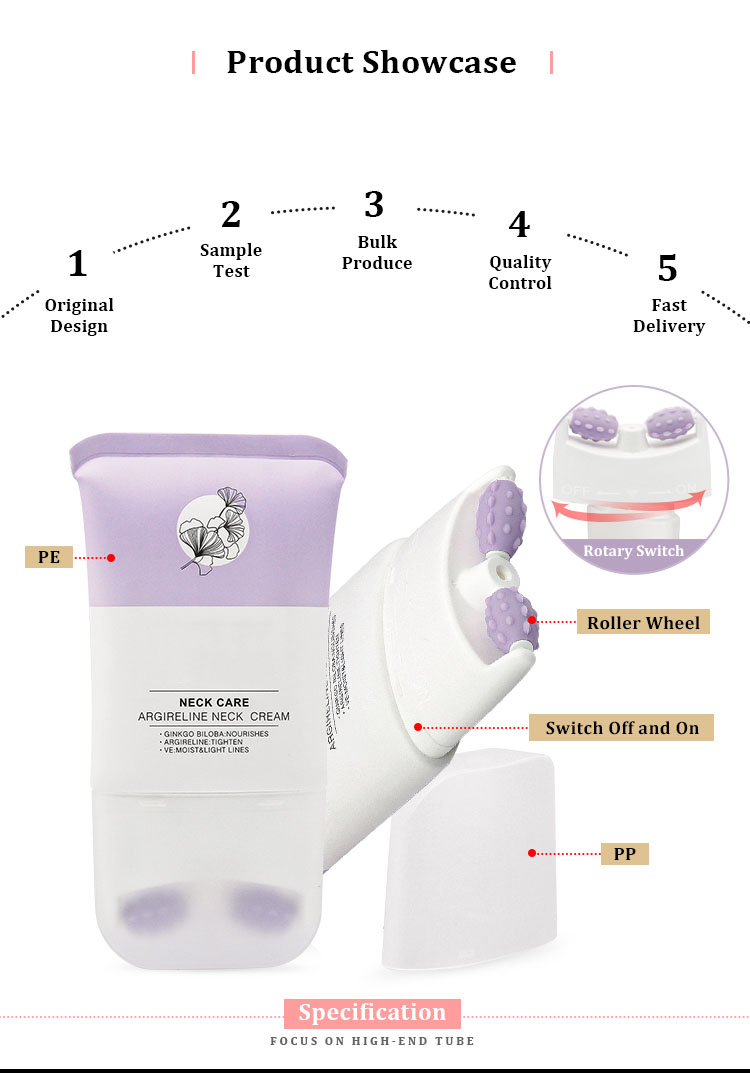 Product Showcase
1
Original
Design
2
Sample
Test
3
Bulk
Produce
4
Quality
Control
5
Fast
Delivery
OFF
ON
Rotary Switch
PE
Roller Wheel
NECK CARE
ARGIRELINE NECK CREAM
• GINKGO BILOBA:NOURISHES
• ARGIRELINE:TIGHTEN
• VE:MOIST&LIGHT LINES
Switch Off and On
PP
Specification
FOCUS ON HIGH-END TUBE